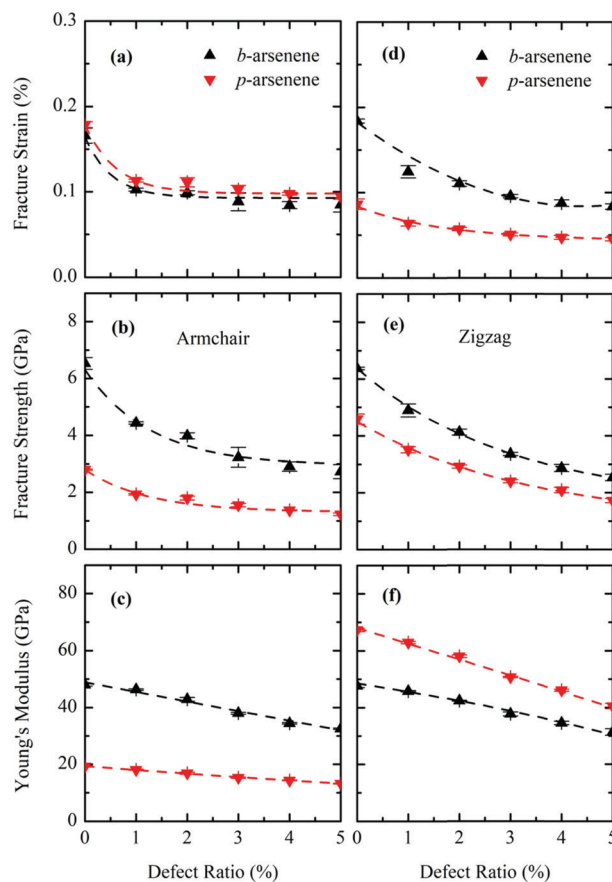 (a)
b-arsenene
p-arsenene
Fracture Strain (%)
0.3
0.2
0.1
0.0
(d)
b-arsenene
p-arsenene
(b)
Armchair
Fracture Strength (GPa)
8
6
4
2
0
(e)
Zigzag
(c)
Young's Modulus (GPa)
80
60
40
20
0
0 1 2 3 4 5
Defect Ratio (%)
(f)
0 1 2 3 4 5
Defect Ratio (%)